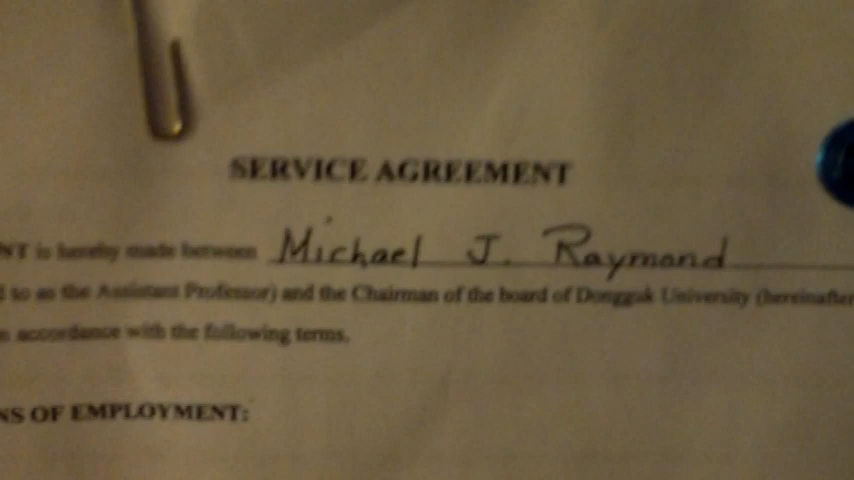 SERVICE AGREEMENT
NT is hereby made between Michael J. Raymond
d to as the Assistant Professor) and the Chairman of the board of Dongguk University (hereinafter
n accordance with the following terms.
NS OF EMPLOYMENT: